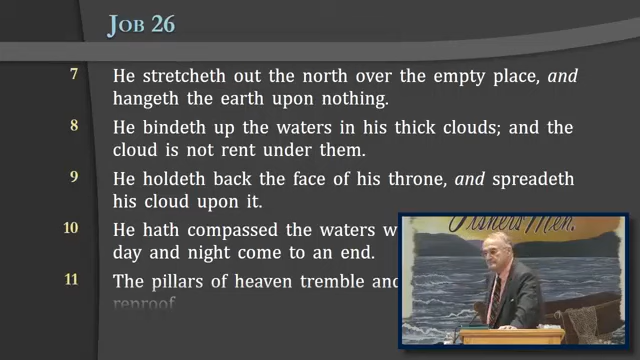 JOB 26
7 He stretcheth out the north over the empty place, and
hangeth the earth upon nothing.
8 He bindeth up the waters in his thick clouds; and the
cloud is not rent under them.
9 He holdeth back the face of his throne, and spreadeth
his cloud upon it.
10 He hath compassed the waters w
day and night come to an end.
11 The pillars of heaven tremble and
reproof
Fishers Men.